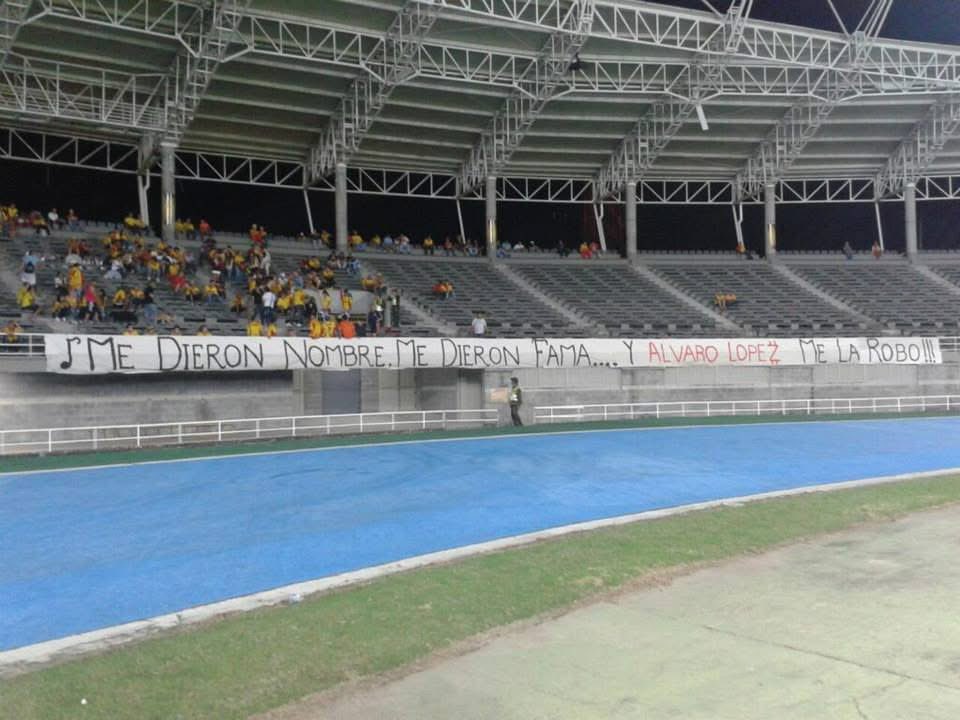 ♪ME DIERON NOMBRE, ME DIERON FAMA.... Y ALVARO LOPEZ ME LA ROBO!!!